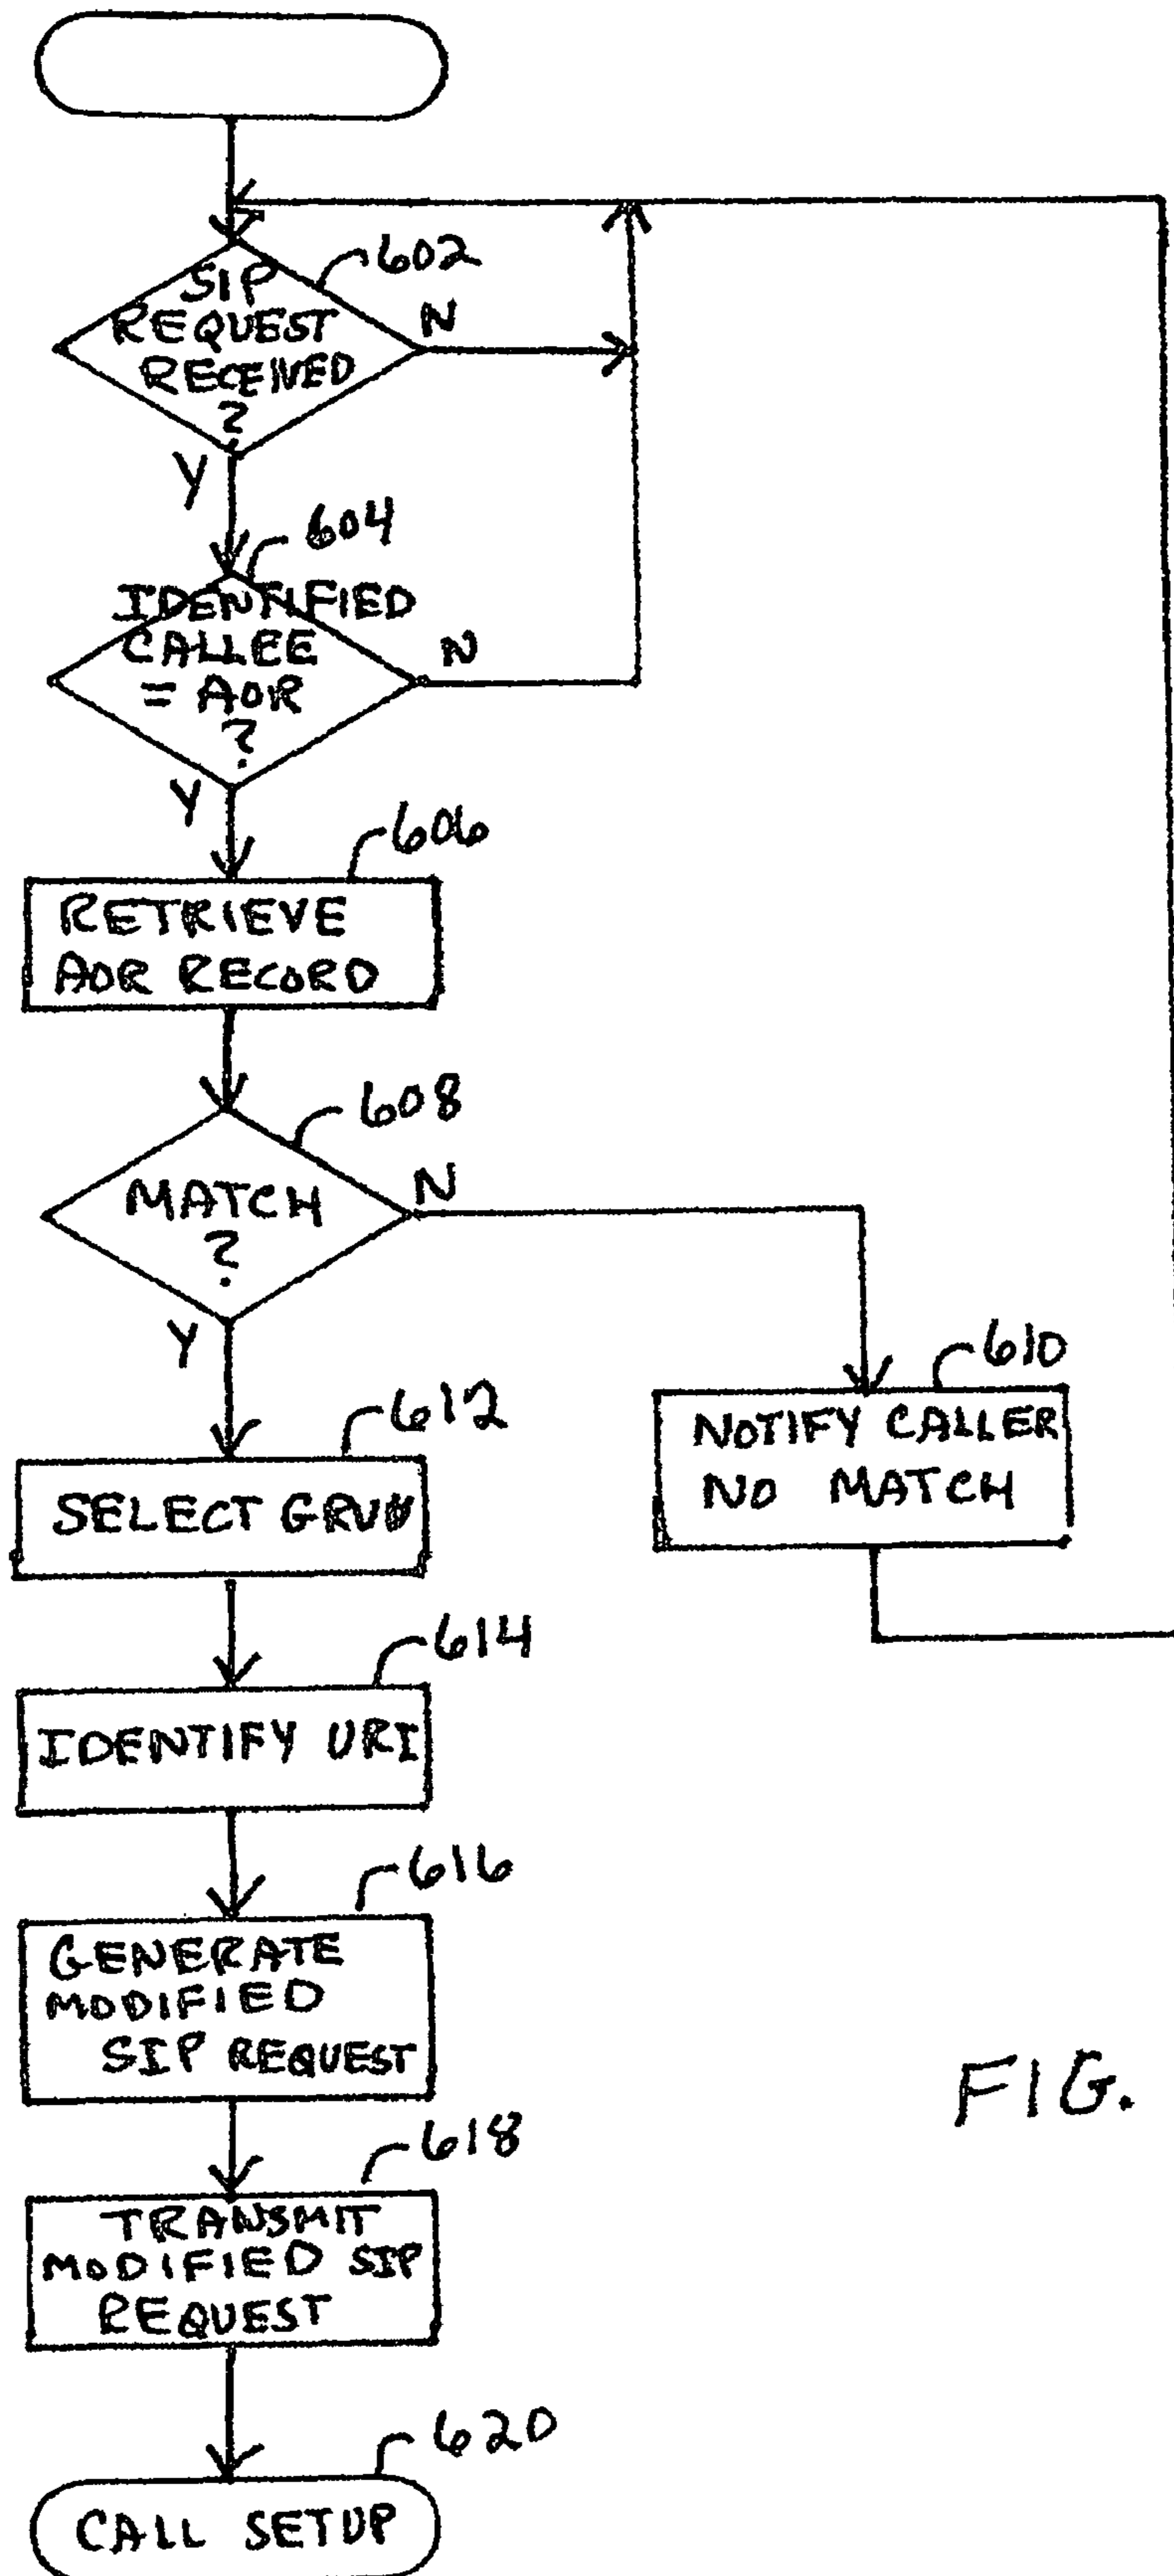 602
SIP
REQUEST
RECEIVED
?
N
Y
604
IDENTIFIED
CALLEE
= AOR
?
N
Y
606
RETRIEVE
AOR RECORD
608
MATCH
?
N
Y
610
NOTIFY CALLER
NO MATCH
612
SELECT GRUU
614
IDENTIFY URI
616
GENERATE
MODIFIED
SIP REQUEST
618
TRANSMIT
MODIFIED SIP
REQUEST
620
CALL SETUP
FIG.